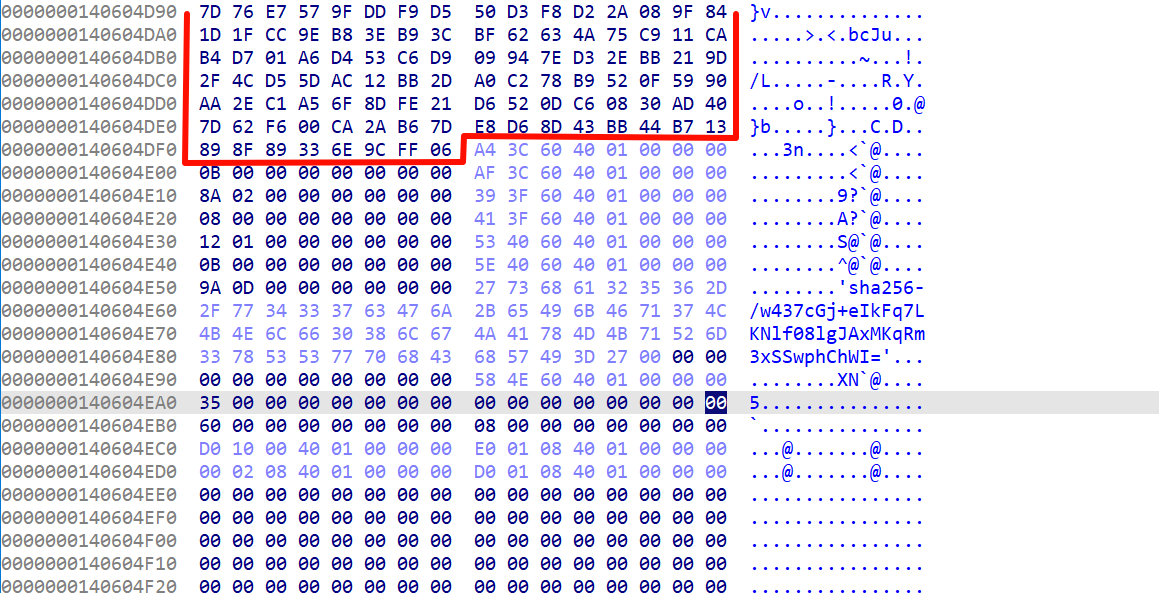 0000000140604D90 7D 76 E7 57 9F DD F9 D5 50 D3 F8 D2 2A 08 9F 84 }v..............
0000000140604DA0 1D 1F CC 9E B8 3E B9 3C BF 62 63 4A 75 C9 11 CA .....>.<.bcJu...
0000000140604DB0 B4 D7 01 A6 D4 53 C6 D9 09 94 7E D3 2E BB 21 9D ..........~...!.
0000000140604DC0 2F 4C D5 5D AC 12 BB 2D A0 C2 78 B9 52 0F 59 90 /L.....-....R.Y.
0000000140604DD0 AA 2E C1 A5 6F 8D FE 21 D6 52 0D C6 08 30 AD 40 ....o..!.....0.@
0000000140604DE0 7D 62 F6 00 CA 2A B6 7D E8 D6 8D 43 BB 44 B7 13 }b.....}...C.D..
0000000140604DF0 89 8F 89 33 6E 9C FF 06 A4 3C 60 40 01 00 00 00 ...3n....<`@....
0000000140604E00 0B 00 00 00 00 00 00 00 AF 3C 60 40 01 00 00 00 .........<`@....
0000000140604E10 8A 02 00 00 00 00 00 00 39 3F 60 40 01 00 00 00 ........9?`@....
0000000140604E20 08 00 00 00 00 00 00 00 41 3F 60 40 01 00 00 00 ........A?`@....
0000000140604E30 12 01 00 00 00 00 00 00 53 40 60 40 01 00 00 00 ........S@`@....
0000000140604E40 0B 00 00 00 00 00 00 00 5E 40 60 40 01 00 00 00 ........^@`@....
0000000140604E50 9A 0D 00 00 00 00 00 00 27 73 68 61 32 35 36 2D ........'sha256-
0000000140604E60 2F 77 34 33 37 63 47 6A 2B 65 49 6B 46 71 37 4C /w437cGj+eIkFq7L
0000000140604E70 4B 4E 6C 66 30 38 6C 67 4A 41 78 4D 4B 71 52 6D KNlf08lgJAxMKqRm
0000000140604E80 33 78 53 53 77 70 68 43 68 57 49 3D 27 00 00 00 3xSSwphChWI='...
0000000140604E90 00 00 00 00 00 00 00 00 58 4E 60 40 01 00 00 00 ........XN`@....
0000000140604EA0 35 00 00 00 00 00 00 00 00 00 00 00 00 00 00 00 5...............
0000000140604EB0 60 00 00 00 00 00 00 00 08 00 00 00 00 00 00 00 `...............
0000000140604EC0 D0 10 00 40 01 00 00 00 E0 01 08 40 01 00 00 00 ...@.......@....
0000000140604ED0 00 02 08 40 01 00 00 00 D0 01 08 40 01 00 00 00 ...@.......@....
0000000140604EE0 00 00 00 00 00 00 00 00 00 00 00 00 00 00 00 00 ................
0000000140604EF0 00 00 00 00 00 00 00 00 00 00 00 00 00 00 00 00 ................
0000000140604F00 00 00 00 00 00 00 00 00 00 00 00 00 00 00 00 00 ................
0000000140604F10 00 00 00 00 00 00 00 00 00 00 00 00 00 00 00 00 ................
0000000140604F20 00 00 00 00 00 00 00 00 00 00 00 00 00 00 00 00 ................